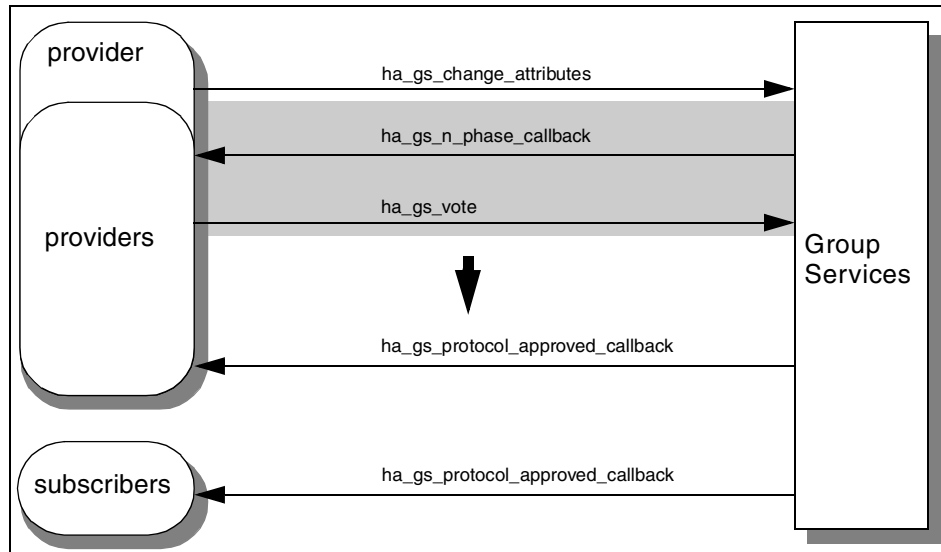 provider
ha_gs_change_attributes
ha_gs_n_phase_callback
ha_gs_vote
providers
Group
Services
ha_gs_protocol_approved_callback
ha_gs_protocol_approved_callback
subscribers